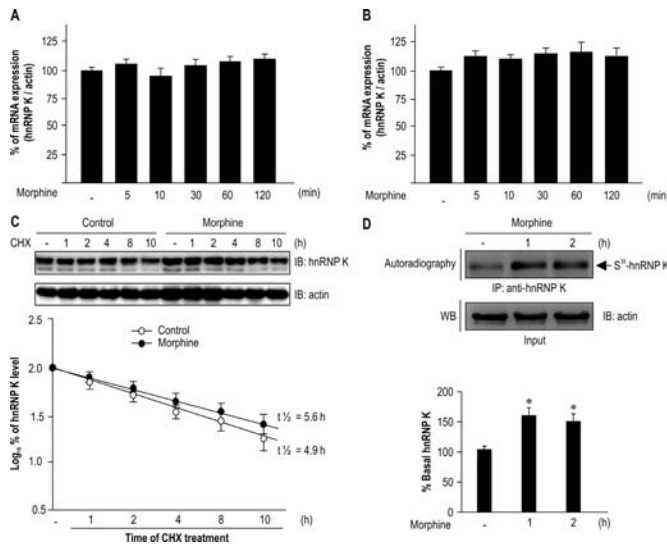 A
% of mRNA expression
(hnRNP K / actin)
125
100
75
50
25
Morphine
- 5 10 30 60 120 (min)
B
% of mRNA expression
(hnRNP K / actin)
125
100
75
50
25
Morphine
- 5 10 30 60 120 (min)
C
Control Morphine
CHX - 1 2 4 8 10 - 1 2 4 8 10 (h)
IB: hnRNP K
IB: actin
Log₁₀ % of hnRNP K level
2.5
2.0
1.5
1.0
0.5
Control
Morphine
t ½ = 5.6 h
t ½ = 4.9 h
- 1 2 4 8 10 (h)
Time of CHX treatment
D
Morphine
- 1 2 (h)
Autoradiography
S³⁵-hnRNP K
IP: anti-hnRNP K
WB
IB: actin
Input
% Basal hnRNP K
200
150
100
50
0
* *
Morphine - 1 2 (h)